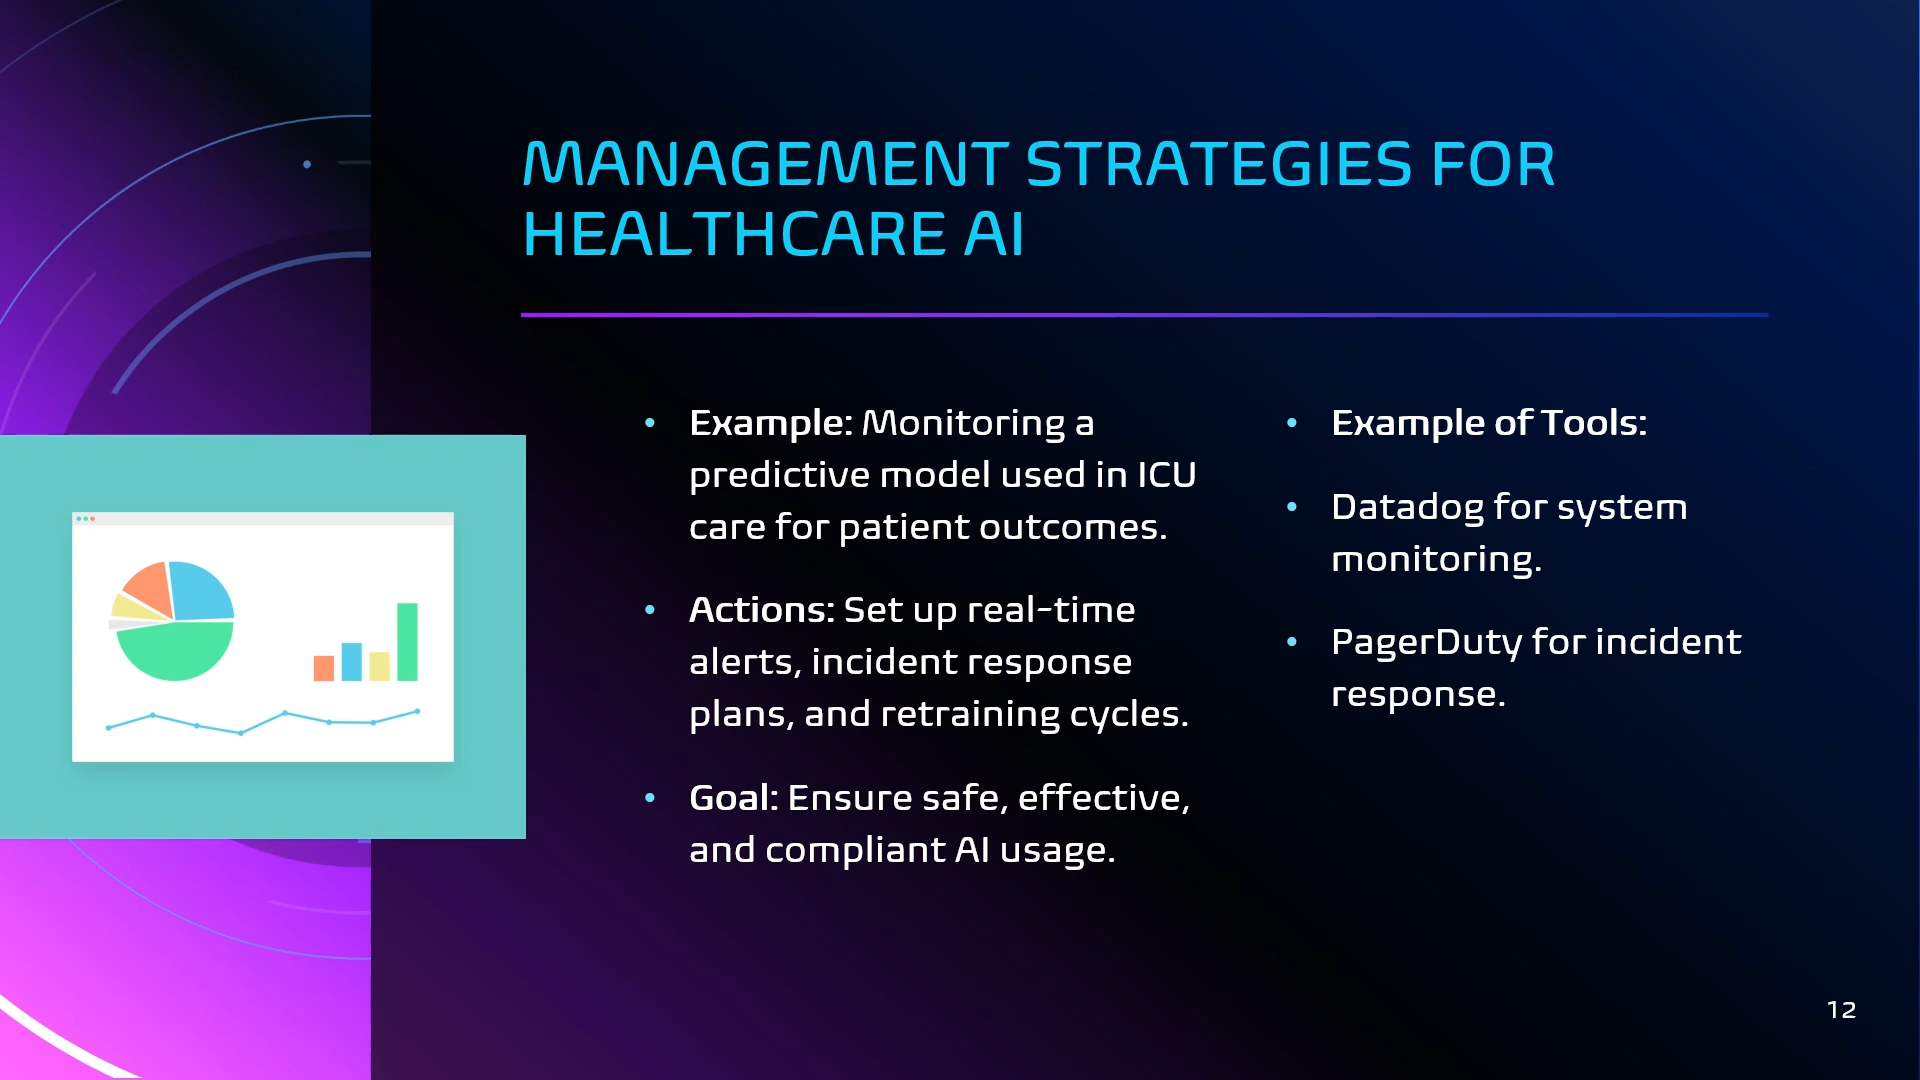 MANAGEMENT STRATEGIES FOR
HEALTHCARE AI
• Example: Monitoring a
predictive model used in ICU
care for patient outcomes.
• Actions: Set up real-time
alerts, incident response
plans, and retraining cycles.
• Goal: Ensure safe, effective,
and compliant AI usage.
• Example of Tools:
• Datadog for system
monitoring.
• PagerDuty for incident
response.
12